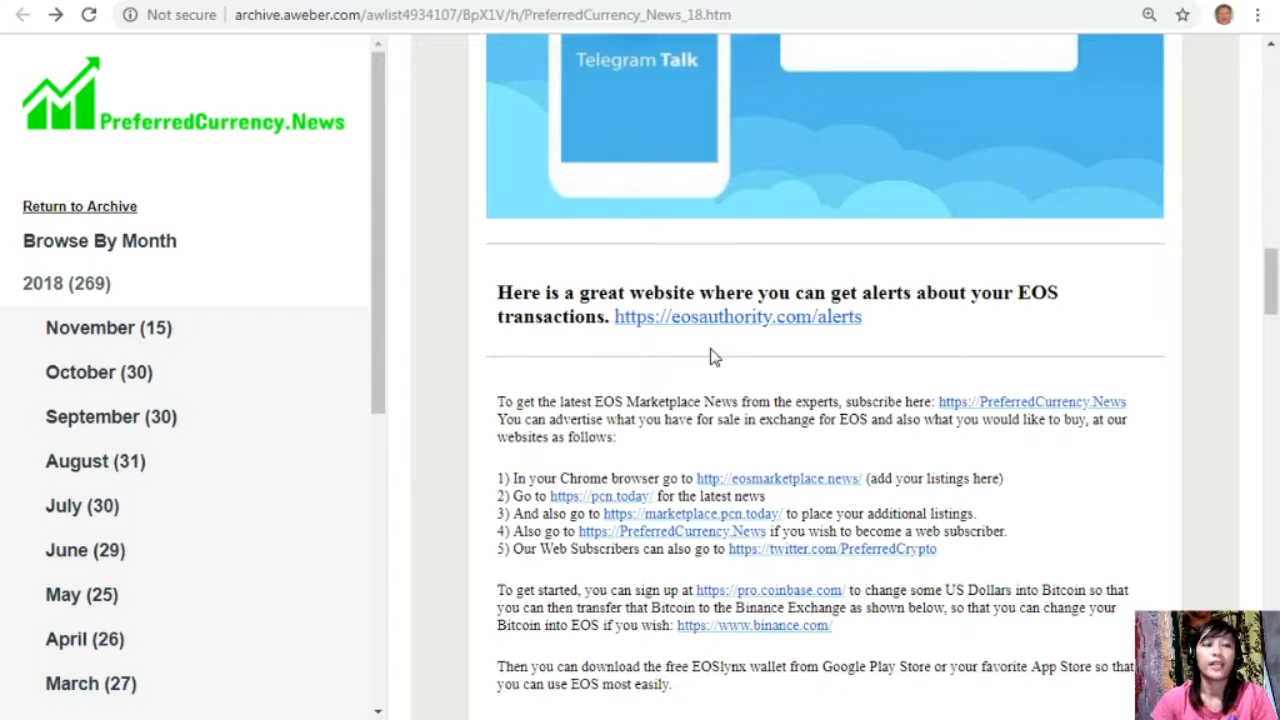 Not secure
archive.aweber.com/awlist4934107/BpX1V/h/PreferredCurrency_News_18.htm
PreferredCurrency.News
Return to Archive
Browse By Month
2018 (269)
November (15)
October (30)
September (30)
August (31)
July (30)
June (29)
May (25)
April (26)
March (27)
Telegram Talk
Here is a great website where you can get alerts about your EOS
transactions. https://eosauthority.com/alerts
To get the latest EOS Marketplace News from the experts, subscribe here: https://PreferredCurrency.News
You can advertise what you have for sale in exchange for EOS and also what you would like to buy, at our
websites as follows:
1) In your Chrome browser go to http://eosmarketplace.news/ (add your listings here)
2) Go to https://pcn.today/ for the latest news
3) And also go to https://marketplace.pcn.today/ to place your additional listings.
4) Also go to https://PreferredCurrency.News if you wish to become a web subscriber.
5) Our Web Subscribers can also go to https://twitter.com/PreferredCrypto
To get started, you can sign up at https://pro.coinbase.com/ to change some US Dollars into Bitcoin so that
you can then transfer that Bitcoin to the Binance Exchange as shown below, so that you can change your
Bitcoin into EOS if you wish: https://www.binance.com/
Then you can download the free EOSlynx wallet from Google Play Store or your favorite App Store so that
you can use EOS most easily.